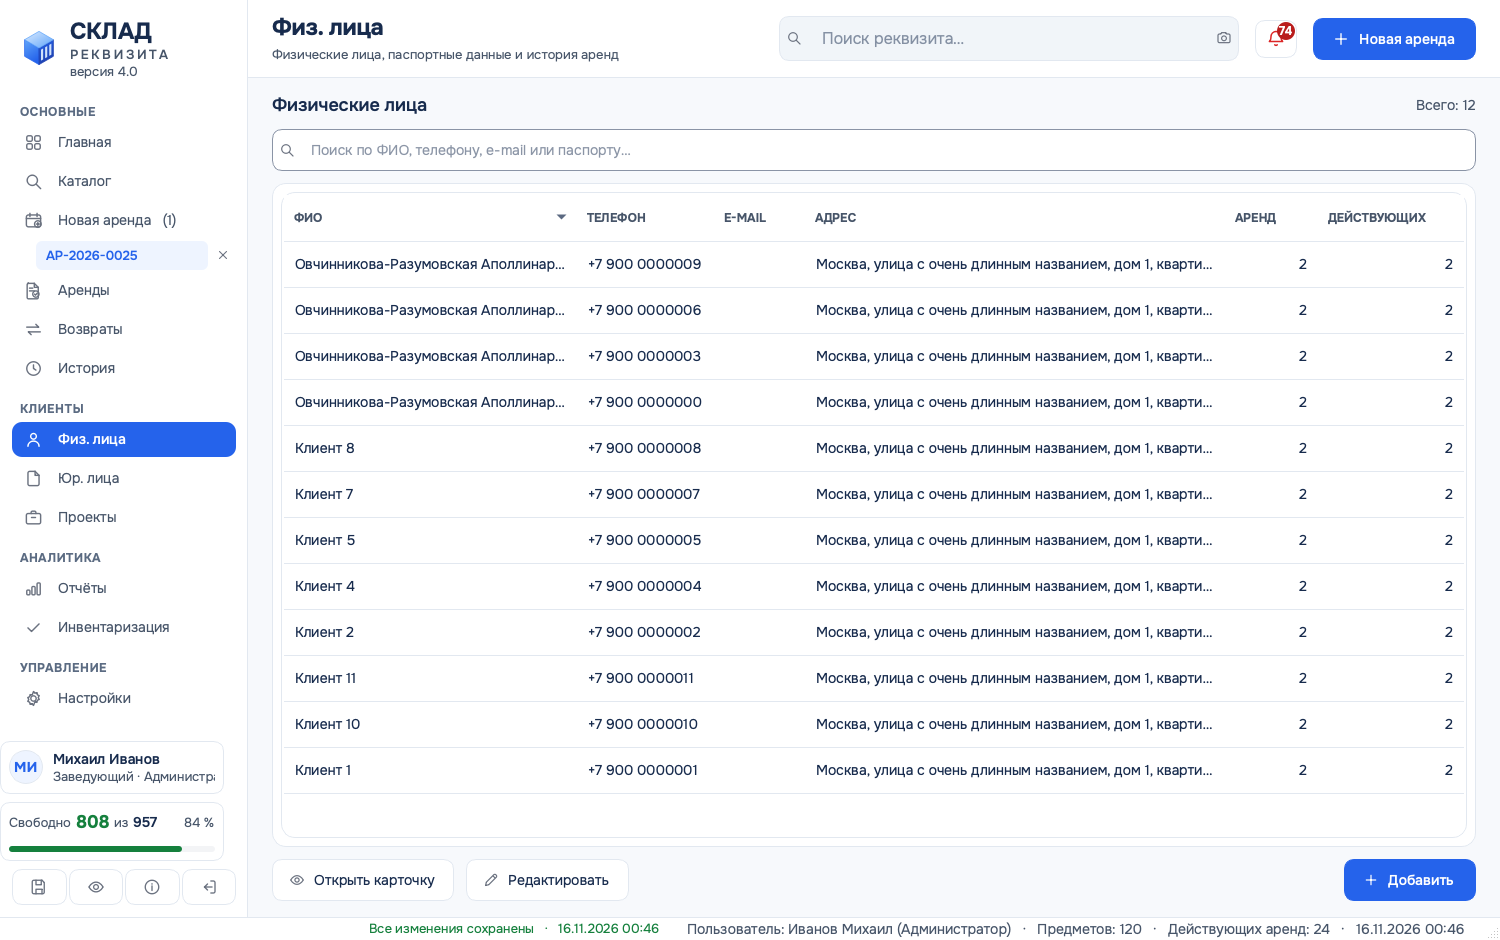 СКЛАД
РЕКВИЗИТА
версия 4.0
ОСНОВНЫЕ
Главная
Каталог
Новая аренда (1)
АР-2026-0025
Аренды
Возвраты
История
КЛИЕНТЫ
Физ. лица
Юр. лица
Проекты
АНАЛИТИКА
Отчёты
Инвентаризация
УПРАВЛЕНИЕ
Настройки
МИ
Михаил Иванов
Заведующий · Администра
Свободно 808 из 957 84 %
Физ. лица
Физические лица, паспортные данные и история аренд
Поиск реквизита...
74
Новая аренда
Физические лица
Всего: 12
Поиск по ФИО, телефону, e-mail или паспорту...
ФИО ТЕЛЕФОН E-MAIL АДРЕС АРЕНД ДЕЙСТВУЮЩИХ
Овчинникова-Разумовская Аполлинар... +7 900 0000009 Москва, улица с очень длинным названием, дом 1, кварти... 2 2
Овчинникова-Разумовская Аполлинар... +7 900 0000006 Москва, улица с очень длинным названием, дом 1, кварти... 2 2
Овчинникова-Разумовская Аполлинар... +7 900 0000003 Москва, улица с очень длинным названием, дом 1, кварти... 2 2
Овчинникова-Разумовская Аполлинар... +7 900 0000000 Москва, улица с очень длинным названием, дом 1, кварти... 2 2
Клиент 8 +7 900 0000008 Москва, улица с очень длинным названием, дом 1, кварти... 2 2
Клиент 7 +7 900 0000007 Москва, улица с очень длинным названием, дом 1, кварти... 2 2
Клиент 5 +7 900 0000005 Москва, улица с очень длинным названием, дом 1, кварти... 2 2
Клиент 4 +7 900 0000004 Москва, улица с очень длинным названием, дом 1, кварти... 2 2
Клиент 2 +7 900 0000002 Москва, улица с очень длинным названием, дом 1, кварти... 2 2
Клиент 11 +7 900 0000011 Москва, улица с очень длинным названием, дом 1, кварти... 2 2
Клиент 10 +7 900 0000010 Москва, улица с очень длинным названием, дом 1, кварти... 2 2
Клиент 1 +7 900 0000001 Москва, улица с очень длинным названием, дом 1, кварти... 2 2
Открыть карточку
Редактировать
Добавить
Все изменения сохранены · 16.11.2026 00:46 Пользователь: Иванов Михаил (Администратор) · Предметов: 120 · Действующих аренд: 24 · 16.11.2026 00:46